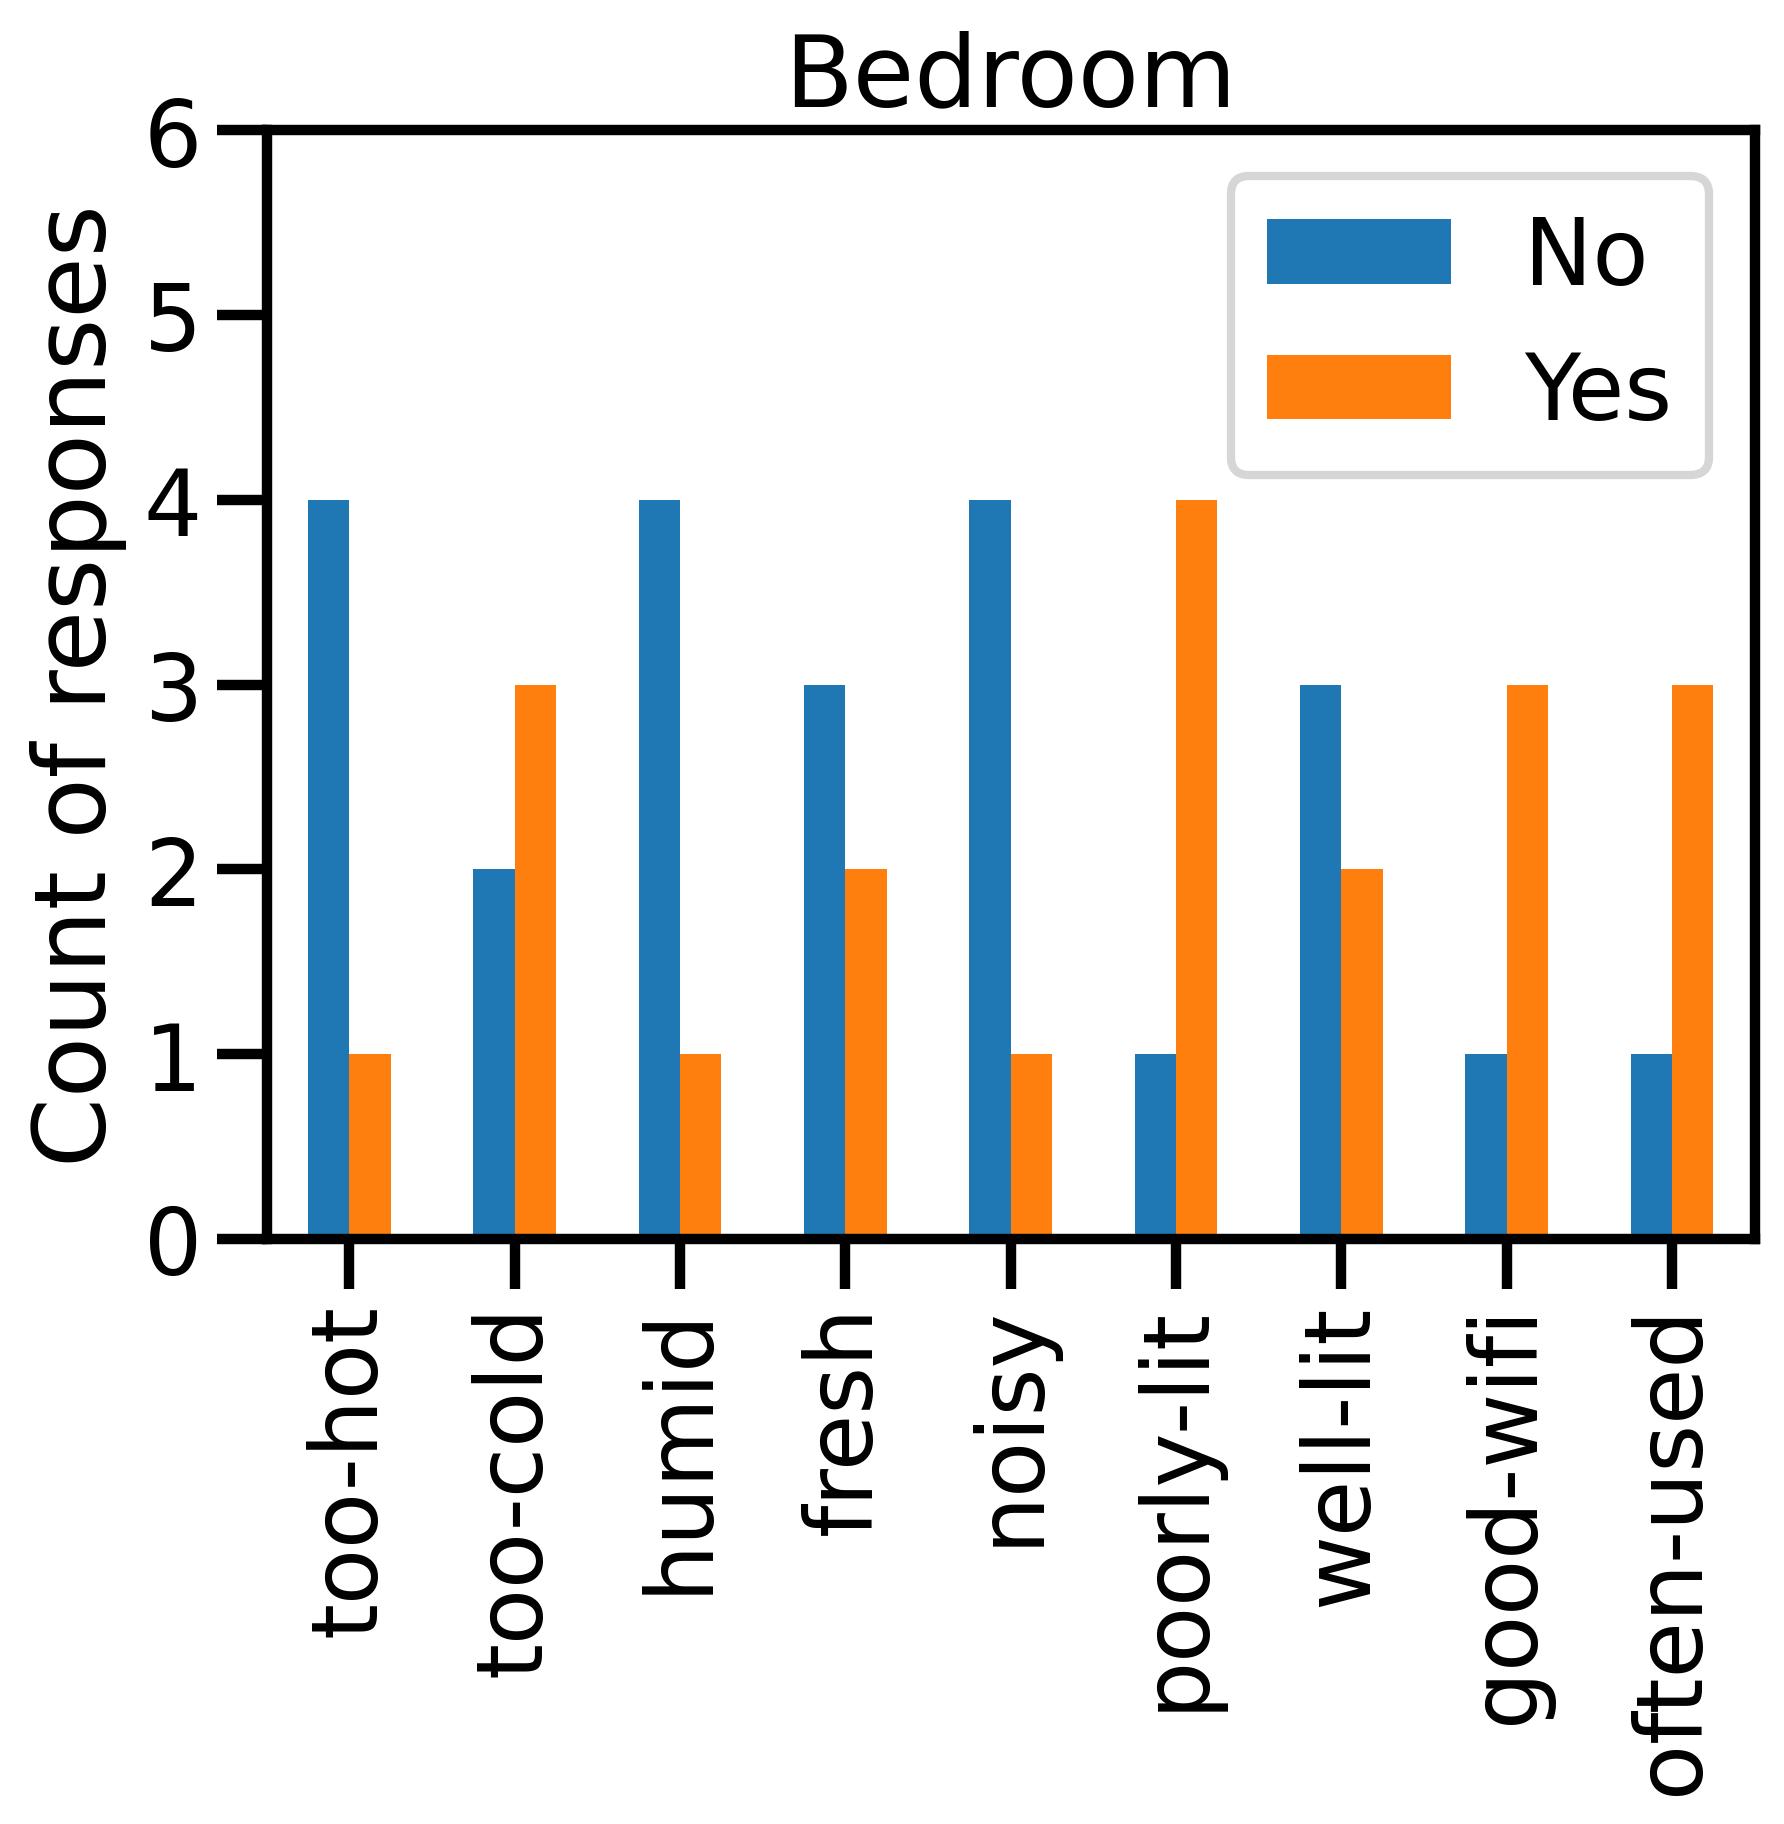 Bedroom
Count of responses
6
5
4
3
2
1
0
No
Yes
too-hot
too-cold
humid
fresh
noisy
poorly-lit
well-lit
good-wifi
often-used